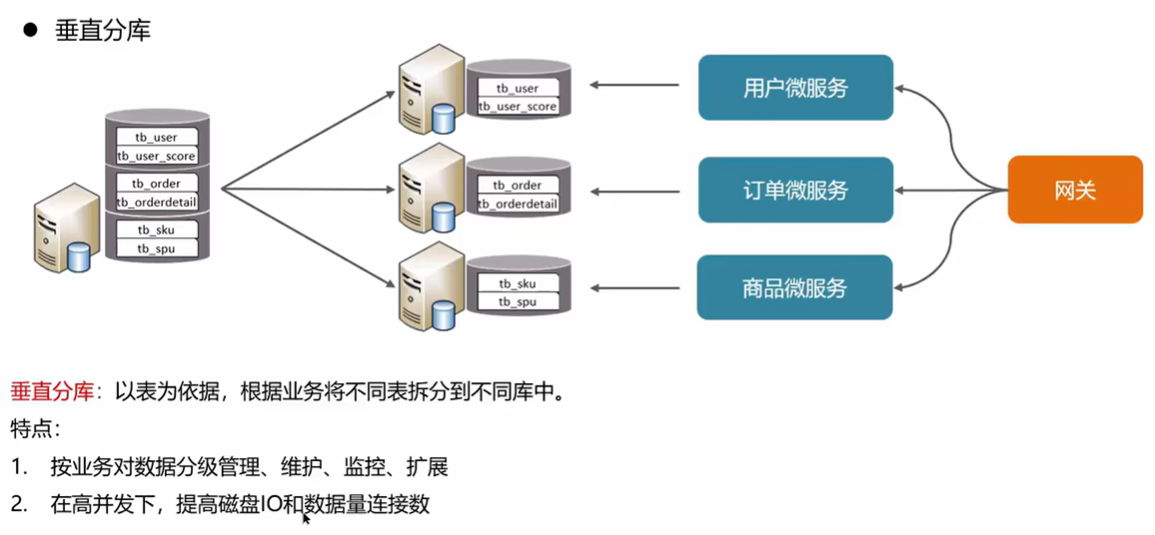 ● 垂直分库
tb_user
tb_user_score
tb_order
tb_orderdetail
tb_sku
tb_spu
tb_user
tb_user_score
tb_order
tb_orderdetail
tb_sku
tb_spu
用户微服务
订单微服务
商品微服务
网关
垂直分库：以表为依据，根据业务将不同表拆分到不同库中。
特点：
1. 按业务对数据分级管理、维护、监控、扩展
2. 在高并发下，提高磁盘IO和数据量连接数